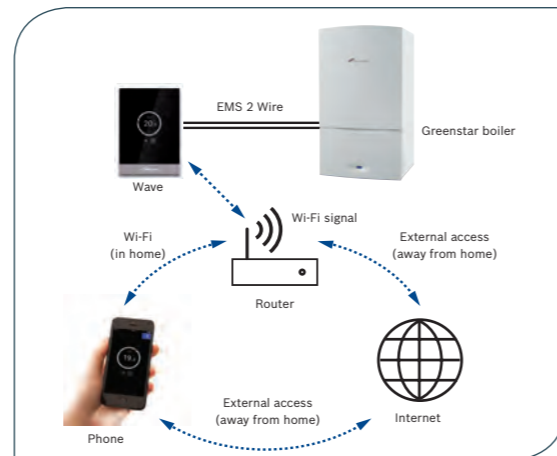 EMS 2 Wire
Greenstar boiler
Wave
Wi-Fi signal
Wi-Fi
(in home)
External access
(away from home)
Router
External access
(away from home)
Internet
Phone